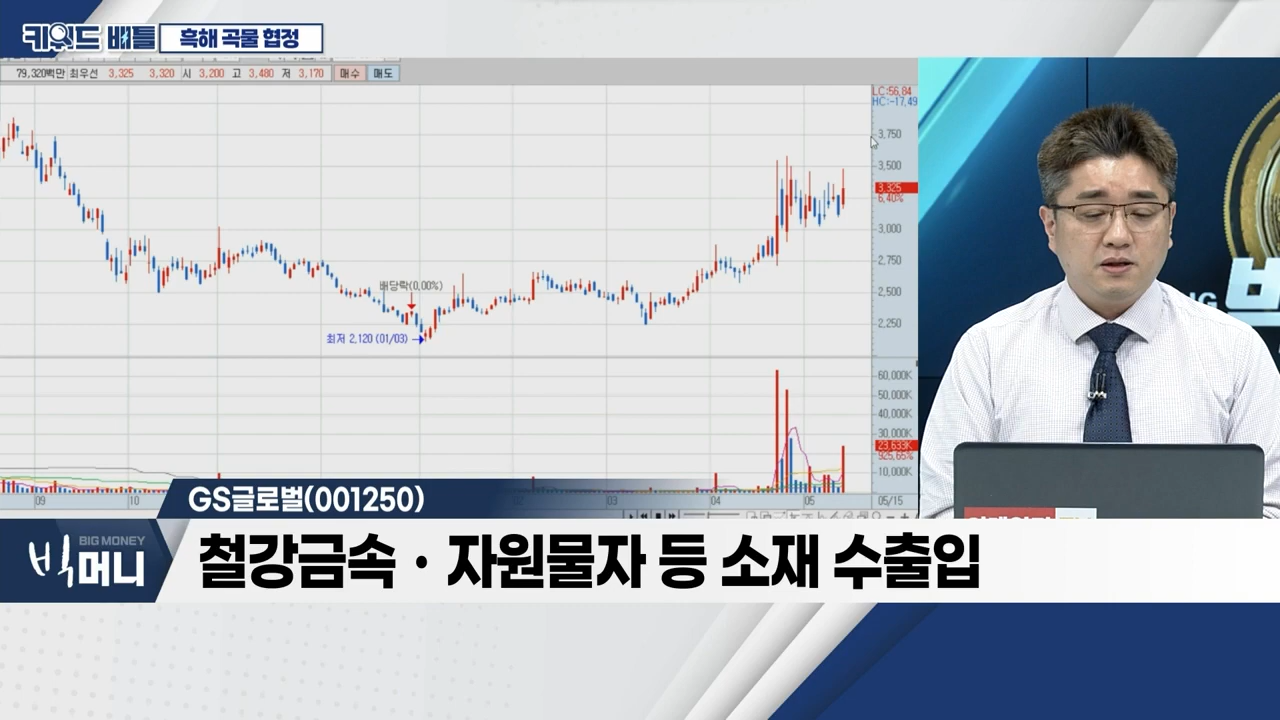 키워드 배틀 흑해 곡물 협정
79,320백만 최우선 3,325 3,320 시 3,200 고 3,480 저 3,170 매수 매도
LC:56,84
HC:-17,49
3,750
3,500
3,325
6,40%
3,000
2,750
배당락(0,00%)
2,500
2,250
최저 2,120 (01/03)
60,000K
50,000K
40,000K
30,000K
23,633K
925,65%
10,000K
09 10 01 02 03 04 05 05/15
GS글로벌(001250)
BIG MONEY
빅머니
철강금속 · 자원물자 등 소재 수출입